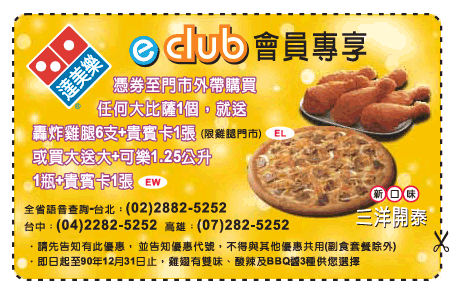 達美樂®
e club 會員專享
憑券至門市外帶購買
任何大比薩1個，就送
轟炸雞腿6支+貴賓卡1張 (限雞腿門市) EL
或買大送大+可樂1.25公升
1瓶+貴賓卡1張 EW
新口味
三洋開泰
全省語音查詢-台北：(02)2882-5252
台中：(04)2282-5252 高雄：(07)282-5252
·請先告知有此優惠，並告知優惠代號，不得與其他優惠共用(副食套餐除外)
·即日起至90年12月31日止，雞翅有雙味、酸辣及BBQ醬3種供您選擇